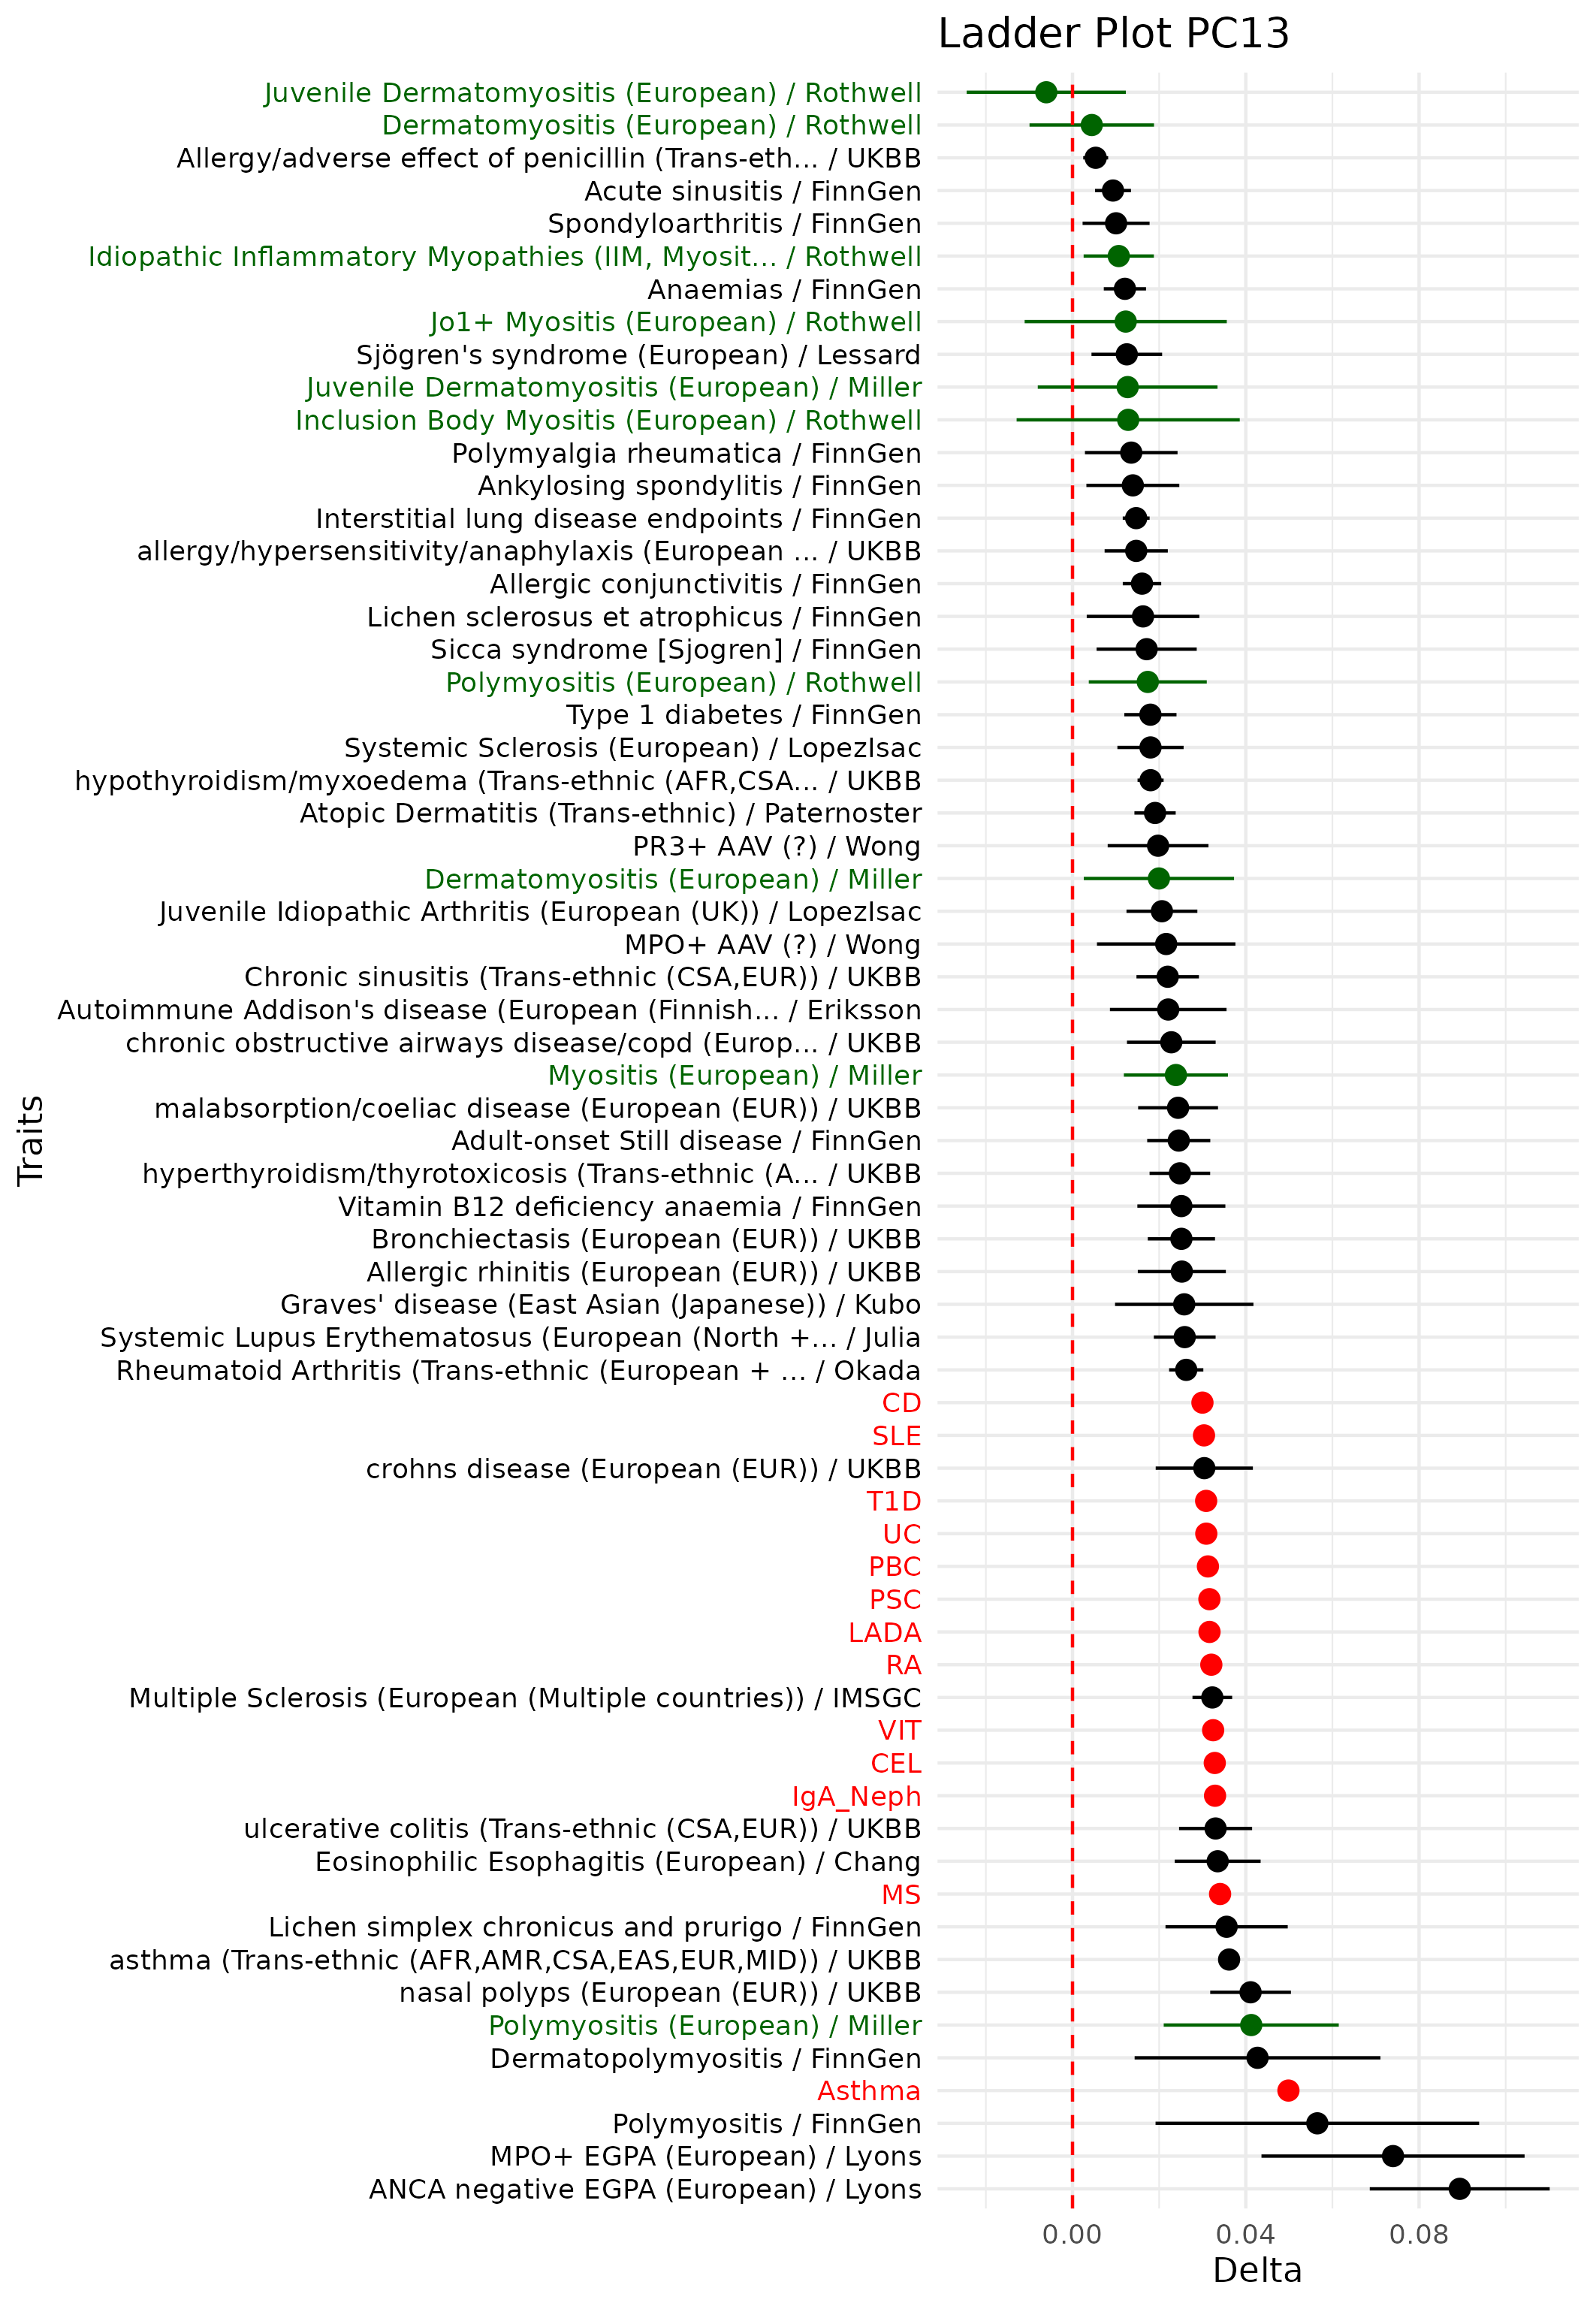 Ladder Plot PC13
Juvenile Dermatomyositis (European) / Rothwell
Dermatomyositis (European) / Rothwell
Allergy/adverse effect of penicillin (Trans-eth... / UKBB
Acute sinusitis / FinnGen
Spondyloarthritis / FinnGen
Idiopathic Inflammatory Myopathies (IIM, Myosit... / Rothwell
Anaemias / FinnGen
Jo1+ Myositis (European) / Rothwell
Sjögren's syndrome (European) / Lessard
Juvenile Dermatomyositis (European) / Miller
Inclusion Body Myositis (European) / Rothwell
Polymyalgia rheumatica / FinnGen
Ankylosing spondylitis / FinnGen
Interstitial lung disease endpoints / FinnGen
allergy/hypersensitivity/anaphylaxis (European ... / UKBB
Allergic conjunctivitis / FinnGen
Lichen sclerosus et atrophicus / FinnGen
Sicca syndrome [Sjogren] / FinnGen
Polymyositis (European) / Rothwell
Type 1 diabetes / FinnGen
Systemic Sclerosis (European) / LopezIsac
hypothyroidism/myxoedema (Trans-ethnic (AFR,CSA... / UKBB
Atopic Dermatitis (Trans-ethnic) / Paternoster
PR3+ AAV (?) / Wong
Dermatomyositis (European) / Miller
Juvenile Idiopathic Arthritis (European (UK)) / LopezIsac
MPO+ AAV (?) / Wong
Chronic sinusitis (Trans-ethnic (CSA,EUR)) / UKBB
Autoimmune Addison's disease (European (Finnish... / Eriksson
chronic obstructive airways disease/copd (Europ... / UKBB
Myositis (European) / Miller
malabsorption/coeliac disease (European (EUR)) / UKBB
Adult-onset Still disease / FinnGen
hyperthyroidism/thyrotoxicosis (Trans-ethnic (A... / UKBB
Vitamin B12 deficiency anaemia / FinnGen
Bronchiectasis (European (EUR)) / UKBB
Allergic rhinitis (European (EUR)) / UKBB
Graves' disease (East Asian (Japanese)) / Kubo
Systemic Lupus Erythematosus (European (North +... / Julia
Rheumatoid Arthritis (Trans-ethnic (European + ... / Okada
CD
SLE
crohns disease (European (EUR)) / UKBB
T1D
UC
PBC
PSC
LADA
RA
Multiple Sclerosis (European (Multiple countries)) / IMSGC
VIT
CEL
IgA_Neph
ulcerative colitis (Trans-ethnic (CSA,EUR)) / UKBB
Eosinophilic Esophagitis (European) / Chang
MS
Lichen simplex chronicus and prurigo / FinnGen
asthma (Trans-ethnic (AFR,AMR,CSA,EAS,EUR,MID)) / UKBB
nasal polyps (European (EUR)) / UKBB
Polymyositis (European) / Miller
Dermatopolymyositis / FinnGen
Asthma
Polymyositis / FinnGen
MPO+ EGPA (European) / Lyons
ANCA negative EGPA (European) / Lyons
Traits
0.00 0.04 0.08
Delta